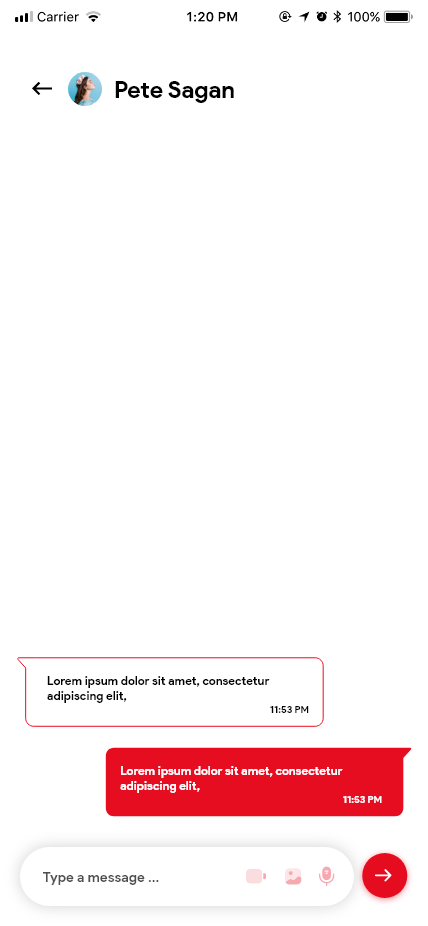 Carrier 1:20 PM 100%
Pete Sagan
Lorem ipsum dolor sit amet, consectetur
adipiscing elit,
11:53 PM
Lorem ipsum dolor sit amet, consectetur
adipiscing elit,
11:53 PM
Type a message ...